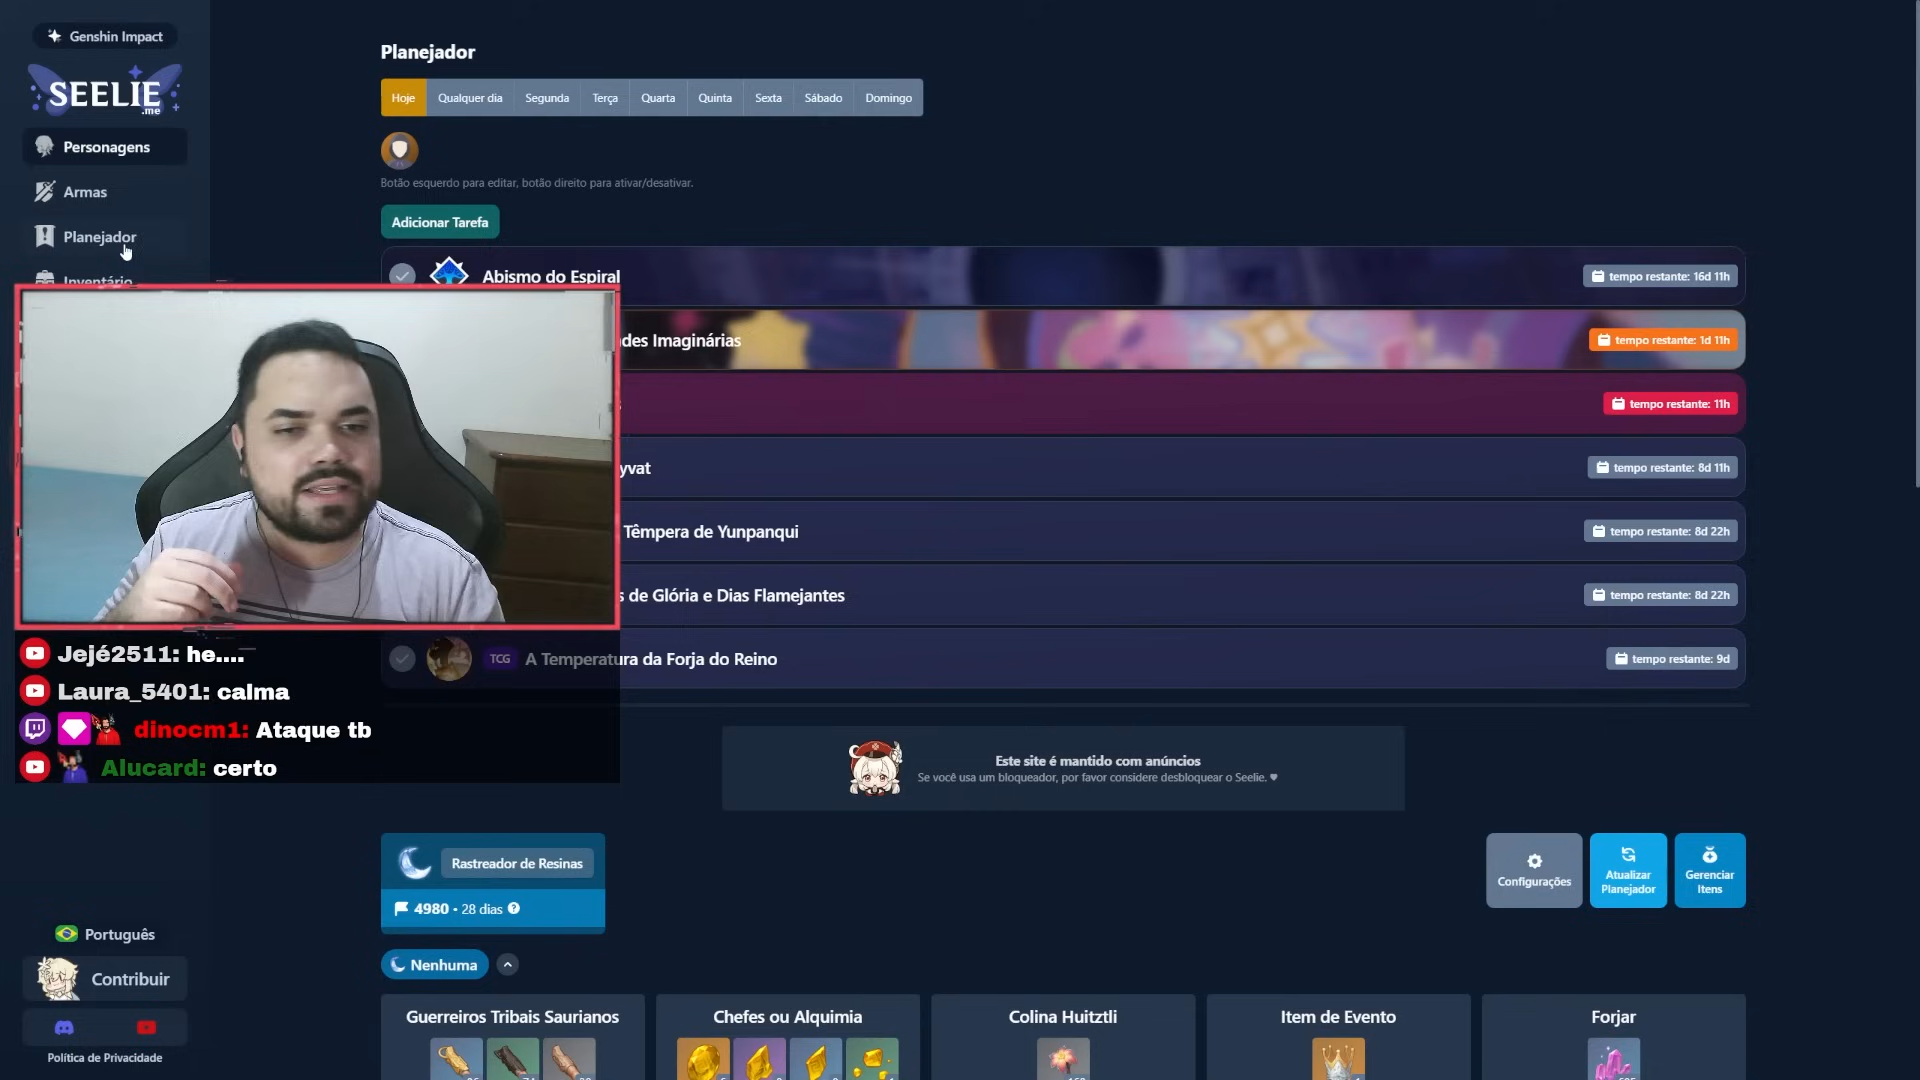 Genshin Impact
SEELIE
.me
Personagens
Armas
Planejador
Inventário
Planejador
Hoje
Qualquer dia
Segunda
Terça
Quarta
Quinta
Sexta
Sábado
Domingo
Botão esquerdo para editar, botão direito para ativar/desativar.
Adicionar Tarefa
Abismo do Espiral
tempo restante: 16d 11h
des Imaginárias
tempo restante: 1d 11h
tempo restante: 11h
yvat
tempo restante: 8d 11h
Têmpera de Yunpanqui
tempo restante: 8d 22h
s de Glória e Dias Flamejantes
tempo restante: 8d 22h
TCG A Temperatura da Forja do Reino
tempo restante: 9d
Jejé2511: he....
Laura_5401: calma
dinocm1: Ataque tb
Alucard: certo
Este site é mantido com anúncios
Se você usa um bloqueador, por favor considere desbloquear o Seelie. ♥
Rastreador de Resinas
4980 • 28 dias
Configurações
Atualizar
Planejador
Gerenciar
Itens
Nenhuma
Guerreiros Tribais Saurianos
Chefes ou Alquimia
Colina Huitztli
Item de Evento
Forjar
Português
Contribuir
Política de Privacidade